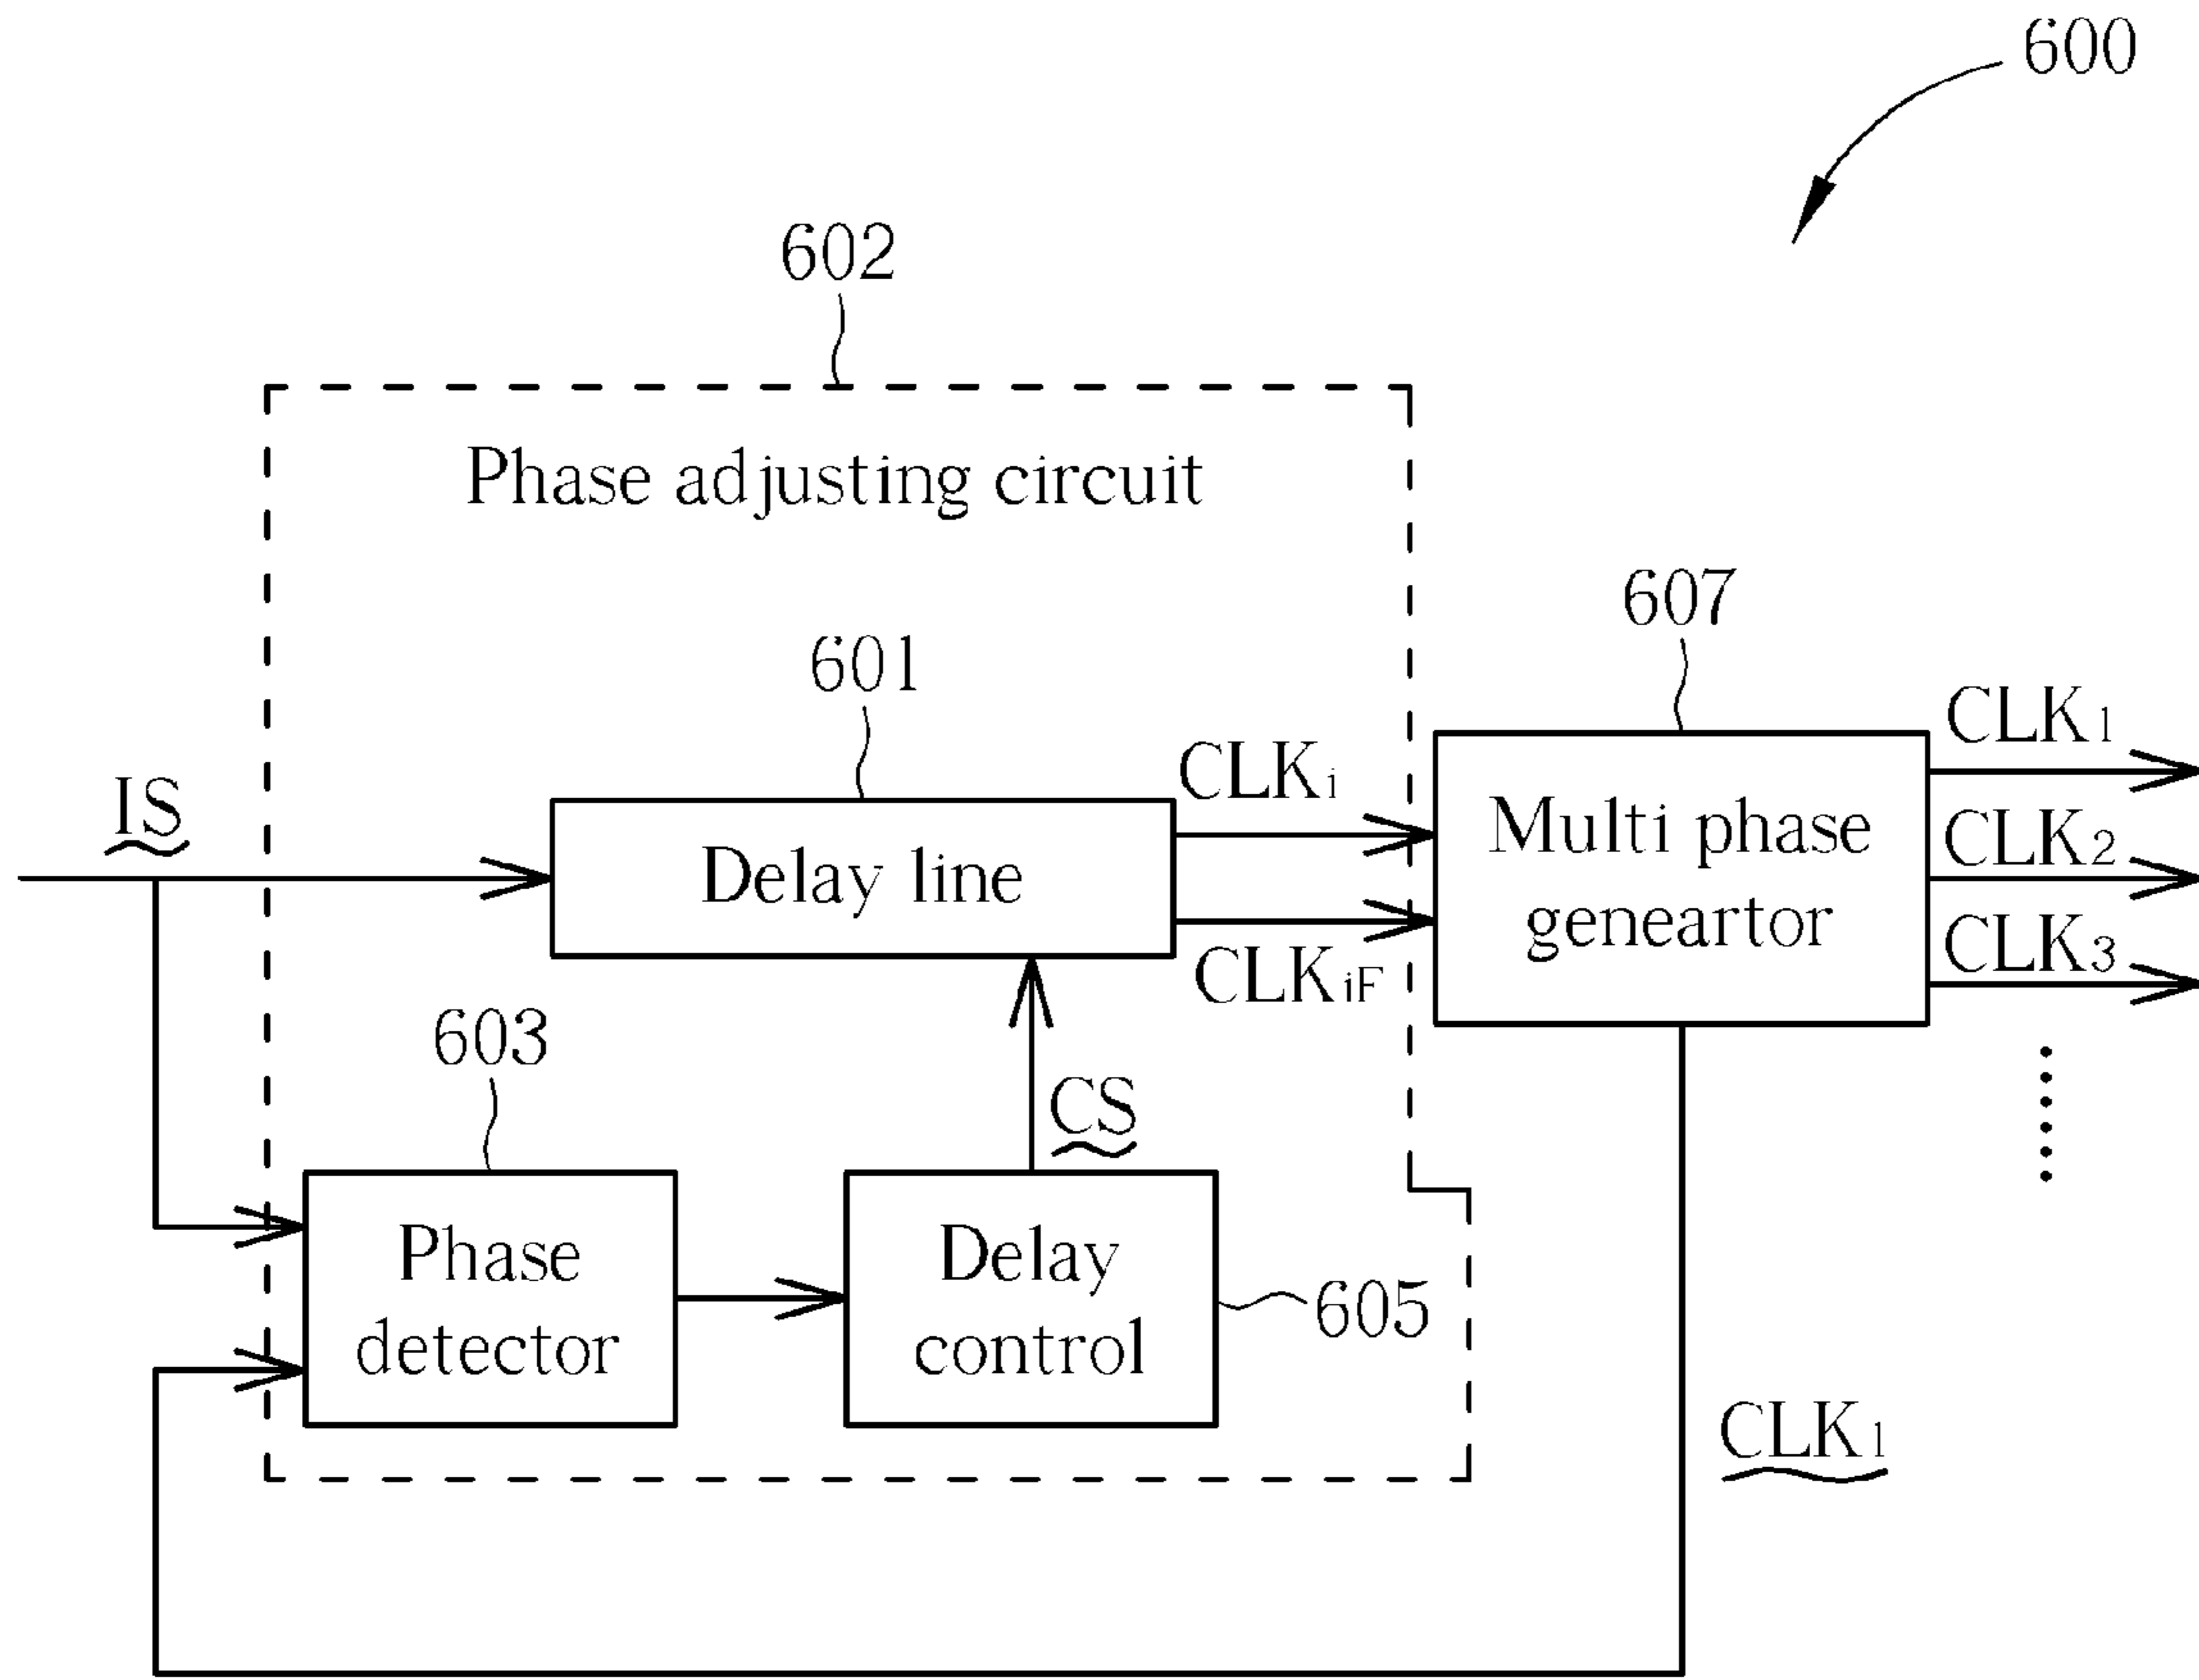 600
602
Phase adjusting circuit
607
601
CLK1
CLKi
IS
Multi phase
geneartor
CLK2
Delay line
CLK3
CLKiF
603
CS
Phase
detector
Delay
control
605
CLK1